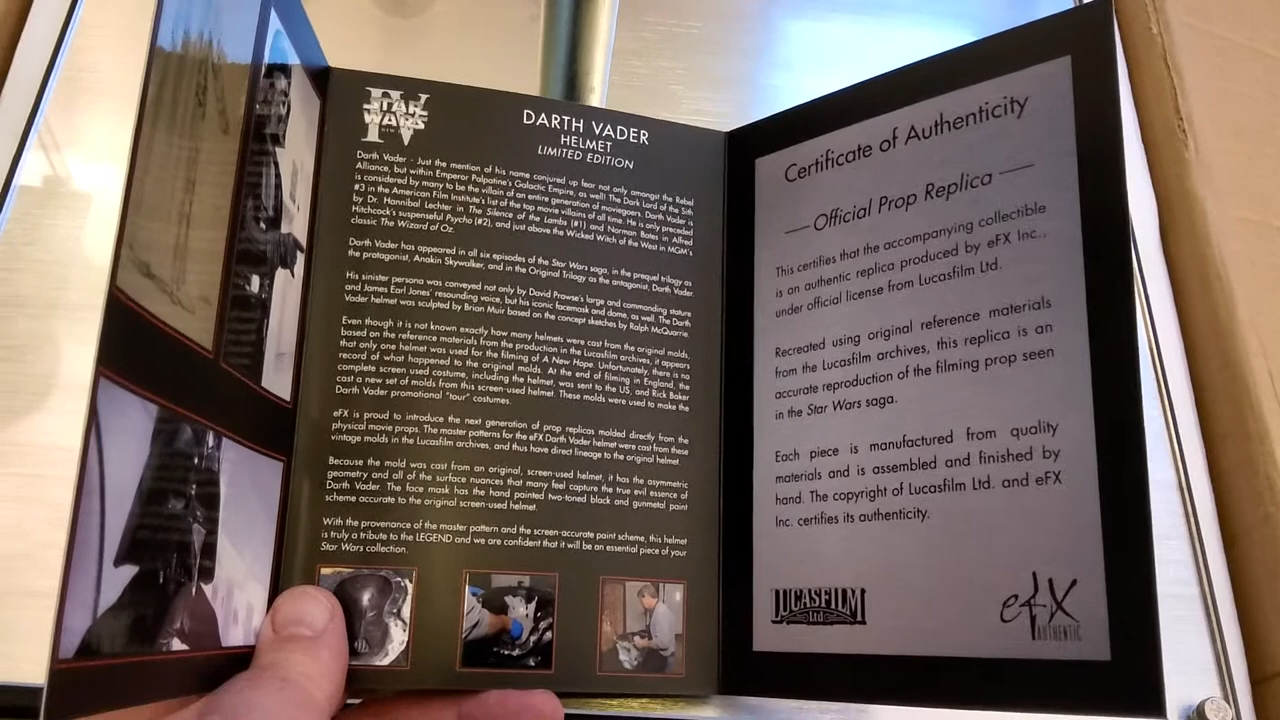 IV
STAR
WARS
DARTH VADER
HELMET
LIMITED EDITION
Darth Vader - Just the mention of his name conjured up fear not only amongst the Rebel
Alliance, but within Emperor Palpatine's Galactic Empire, as well! The Dark Lord of the Sith
is considered by many to be the villain of an entire generation of moviegoers. Darth Vader is
#3 in the American Film Institute's list of the top movie villains of all time. He is only preceded
by Dr. Hannibal Lechter in The Silence of the Lambs (#1) and Norman Bates in Alfred
Hitchcock's suspenseful Psycho (#2), and just above the Wicked Witch of the West in MGM's
classic The Wizard of Oz.
Darth Vader has appeared in all six episodes of the Star Wars saga, in the prequel trilogy as
the protagonist, Anakin Skywalker, and in the Original Trilogy as the antagonist, Darth Vader.
His sinister persona was conveyed not only by David Prowse's large and commanding stature
and James Earl Jones' resounding voice, but his iconic facemask and dome, as well. The Darth
Vader helmet was sculpted by Brian Muir based on the concept sketches by Ralph McQuarrie.
Even though it is not known exactly how many helmets were cast from the original molds,
based on the reference materials from the production in the Lucasfilm archives, it appears
that only one helmet was used for the filming of A New Hope. Unfortunately, there is no
record of what happened to the original molds. At the end of filming in England, the
complete screen used costume, including the helmet, was sent to the US, and Rick Baker
cast a new set of molds from this screen-used helmet. These molds were used to make the
Darth Vader promotional "tour" costumes.
eFX is proud to introduce the next generation of prop replicas molded directly from the
physical movie props. The master patterns for the eFX Darth Vader helmet were cast from these
vintage molds in the Lucasfilm archives, and thus have direct lineage to the original helmet.
Because the mold was cast from an original, screen-used helmet, it has the asymmetric
geometry and all of the surface nuances that many feel capture the true evil essence of
Darth Vader. The face mask has the hand painted two-toned black and gunmetal paint
scheme accurate to the original screen-used helmet.
With the provenance of the master pattern and the screen-accurate paint scheme, this helmet
is truly a tribute to the LEGEND and we are confident that it will be an essential piece of your
Star Wars collection.
Certificate of Authenticity
Official Prop Replica
This certifies that the accompanying collectible
is an authentic replica produced by eFX Inc.,
under official license from Lucasfilm Ltd.
Recreated using original reference materials
from the Lucasfilm archives, this replica is an
accurate reproduction of the filming prop seen
in the Star Wars saga.
Each piece is manufactured from quality
materials and is assembled and finished by
hand. The copyright of Lucasfilm Ltd. and eFX
Inc. certifies its authenticity.
LUCASFILM
Ltd
efX
AUTHENTIC